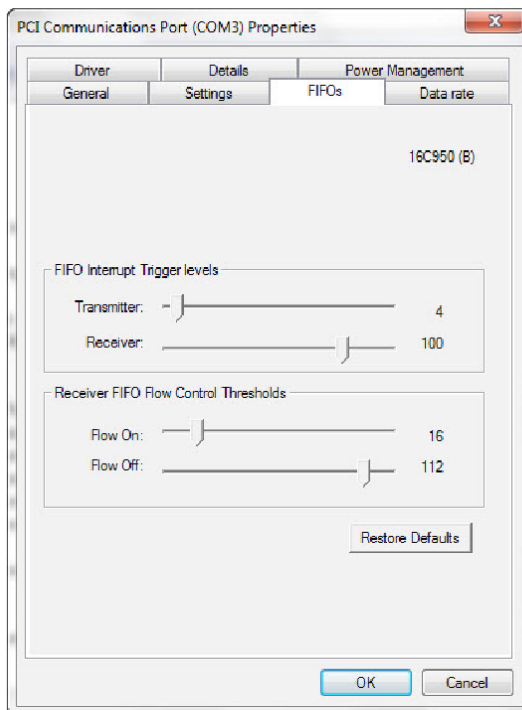 PCI Communications Port (COM3) Properties
Driver Details Power Management
General Settings FIFOs Data rate
16C950 (B)
FIFO Interrupt Trigger levels
Transmitter: 4
Receiver: 100
Receiver FIFO Flow Control Thresholds
Flow On: 16
Flow Off: 112
Restore Defaults
OK Cancel